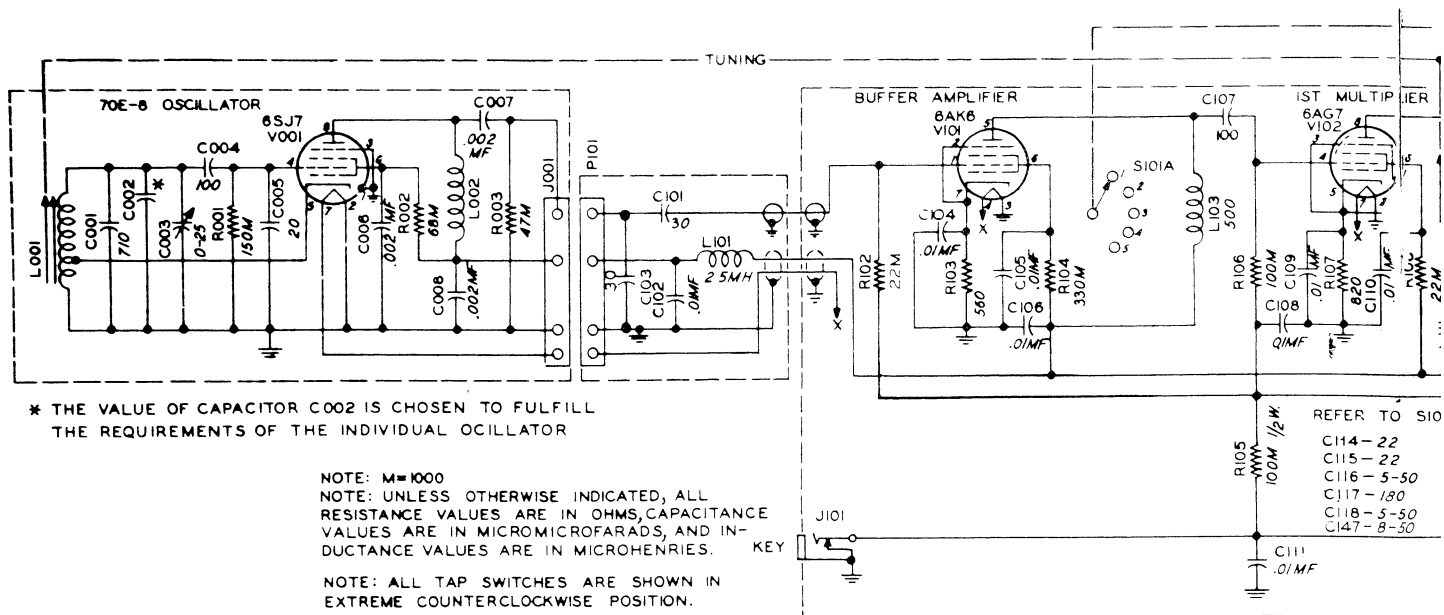 TUNING
70E-8 OSCILLATOR
6SJ7
V001
C007
.002
MF
C004
100
L001
C001
710
C002
*
C003
0-25
R001
150M
C005
20
C006
.002MF
R002
68M
L002
R003
47M
C008
.002MF
J001
P101
C101
30
C103
30
C102
.01MF
L101
2.5MH
X
BUFFER AMPLIFIER
6AK6
V101
R102
22M
C104
.01MF
R103
560
C105
.01MF
C106
.01MF
R104
330M
X
S101A
1
2
3
4
5
L103
500
C107
100
1ST MULTIPLIER
6AG7
V102
R106
100M
C109
.01MF
C108
.01MF
R107
820
C110
.01MF
22M
X
R105
100M 1/2W.
REFER TO
C114-22
C115-22
C116-5-50
C117-180
C118-5-50
C147-8-50
J101
KEY
C111
.01MF
* THE VALUE OF CAPACITOR C002 IS CHOSEN TO FULFILL
THE REQUIREMENTS OF THE INDIVIDUAL OCILLATOR
NOTE: M=1000
NOTE: UNLESS OTHERWISE INDICATED, ALL
RESISTANCE VALUES ARE IN OHMS, CAPACITANCE
VALUES ARE IN MICROMICROFARADS, AND IN-
DUCTANCE VALUES ARE IN MICROHENRIES.
NOTE: ALL TAP SWITCHES ARE SHOWN IN
EXTREME COUNTERCLOCKWISE POSITION.